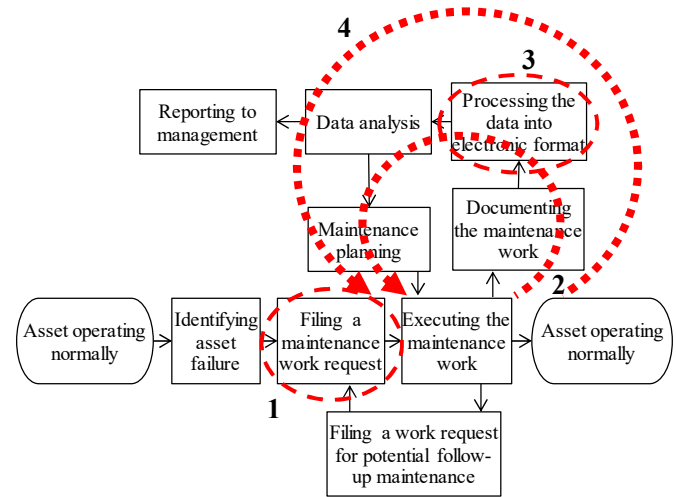 4
3
Processing the
data into
electronic format
Reporting to
management
Data analysis
Documenting
the maintenance
work
Maintenance
planning
2
Asset operating
normally
Identifying
asset
failure
Filing a
maintenance
work request
Executing the
maintenance
work
Asset operating
normally
1
Filing a work request
for potential follow-
up maintenance